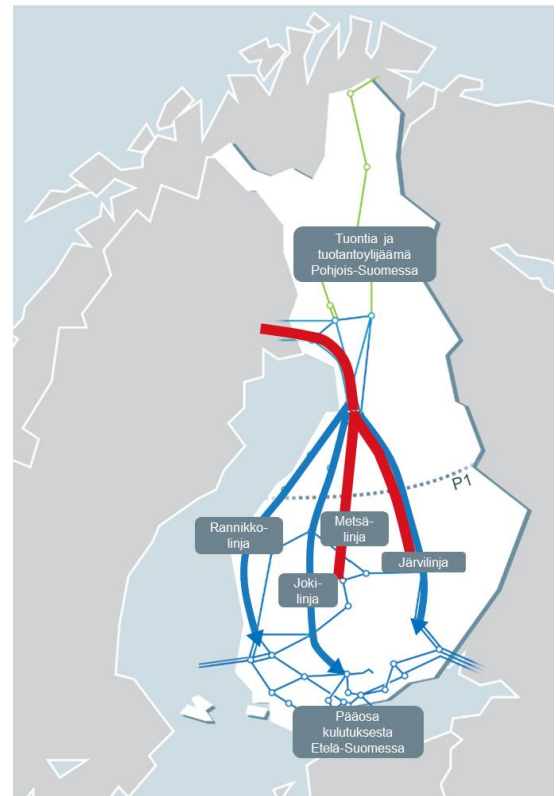 Tuontia ja
tuotantoylijäämä
Pohjois-Suomessa
P1
Rannikko-
linja
Metsä-
linja
Järvilinja
Joki-
linja
Pääosa
kulutuksesta
Etelä-Suomessa